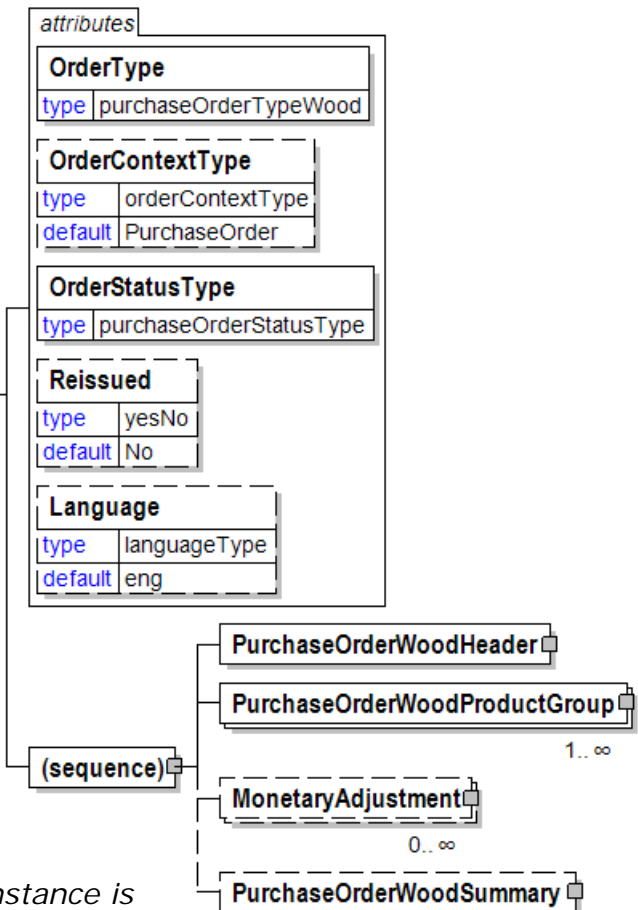 attributes
OrderType
type purchaseOrderTypeWood
OrderContextType
type orderContextType
default PurchaseOrder
OrderStatusType
type purchaseOrderStatusType
Reissued
type yesNo
default No
Language
type languageType
default eng
PurchaseOrderWoodHeader
PurchaseOrderWoodProductGroup
1..∞
(sequence)
MonetaryAdjustment
0..∞
nstance is
PurchaseOrderWoodSummary